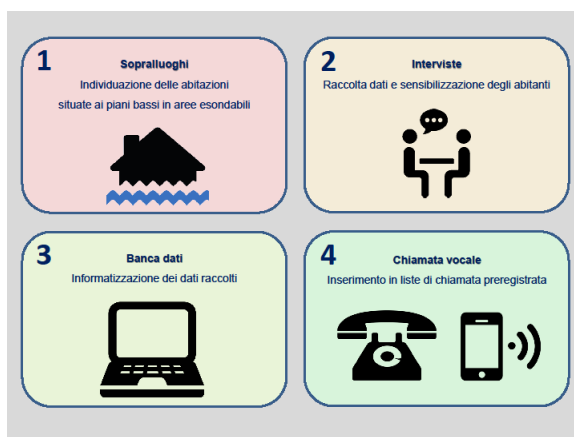 1
Sopralluoghi
Individuazione delle abitazioni
situate ai piani bassi in aree esondabili
2
Interviste
Raccolta dati e sensibilizzazione degli abitanti
3
Banca dati
Informatizzazione dei dati raccolti
4
Chiamata vocale
Inserimento in liste di chiamata preregistrata